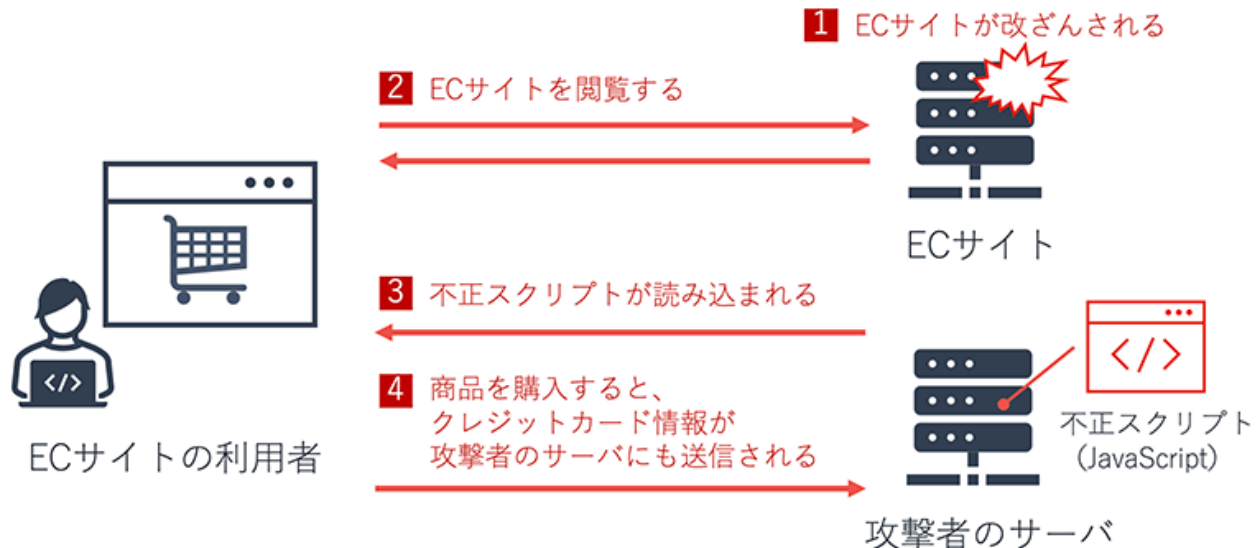 1 ECサイトが改ざんされる
2 ECサイトを閲覧する
ECサイト
3 不正スクリプトが読み込まれる
4 商品を購入すると、
クレジットカード情報が
攻撃者のサーバにも送信される
</>
</>
ECサイトの利用者
不正スクリプト
(JavaScript)
攻撃者のサーバ